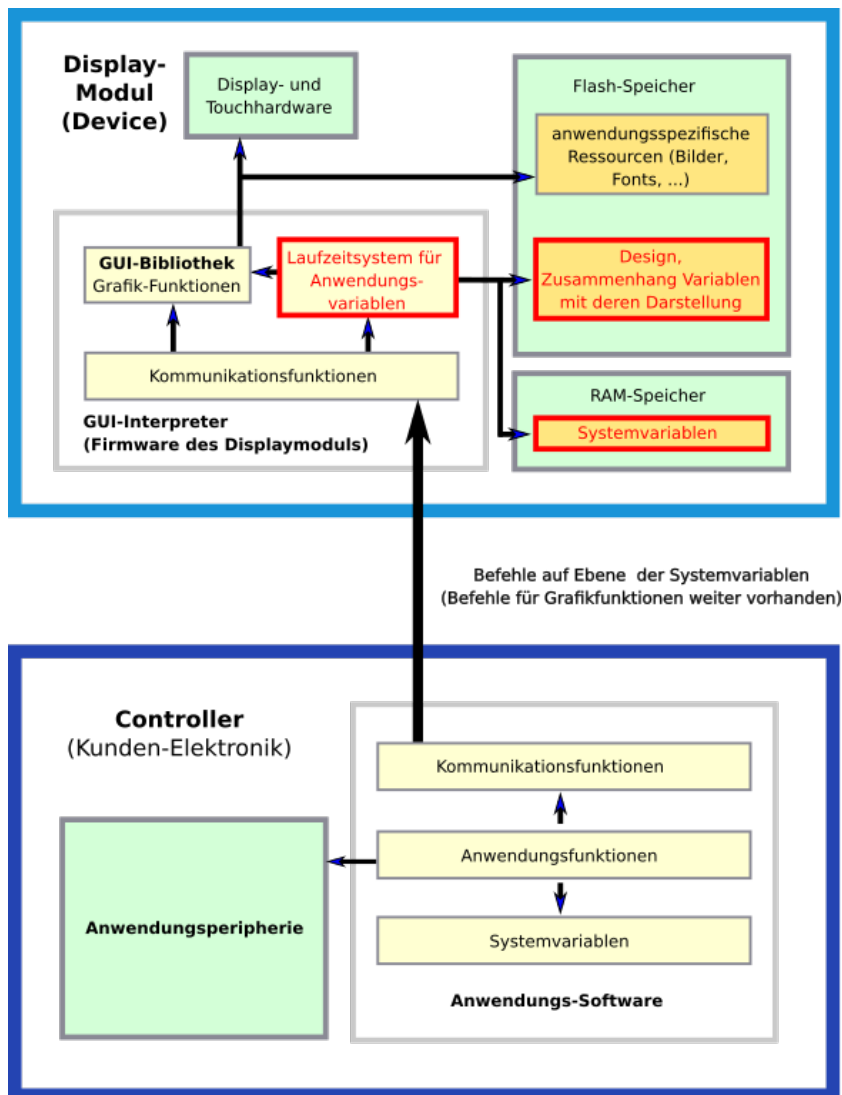 Display-
Modul
(Device)
Display- und
Touchhardware
Flash-Speicher
anwendungsspezifische
Ressourcen (Bilder,
Fonts, ...)
GUI-Bibliothek
Grafik-Funktionen
Laufzeitsystem für
Anwendungs-
variablen
Design,
Zusammenhang Variablen
mit deren Darstellung
Kommunikationsfunktionen
RAM-Speicher
Systemvariablen
GUI-Interpreter
(Firmware des Displaymoduls)
Befehle auf Ebene der Systemvariablen
(Befehle für Grafikfunktionen weiter vorhanden)
Controller
(Kunden-Elektronik)
Kommunikationsfunktionen
Anwendungsfunktionen
Systemvariablen
Anwendungsperipherie
Anwendungs-Software